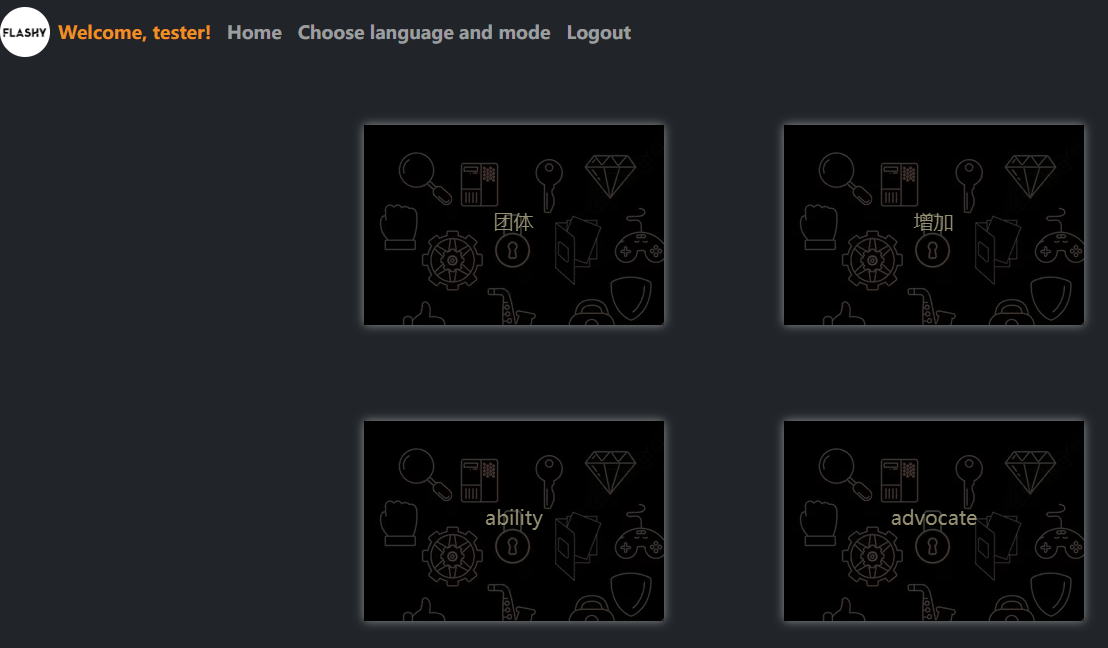 FLASHY Welcome, tester! Home Choose language and mode Logout
团体 增加
ability advocate